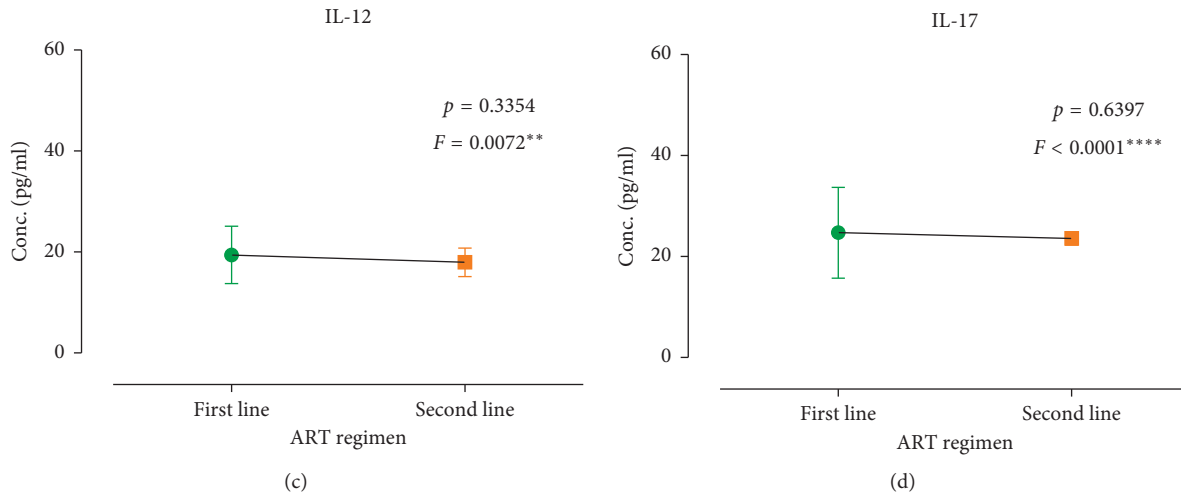 IL-12
60
40
20
0
Conc. (pg/ml)
p = 0.3354
F = 0.0072**
First line
Second line
ART regimen
(c)
IL-17
60
40
20
0
Conc. (pg/ml)
p = 0.6397
F < 0.0001****
First line
Second line
ART regimen
(d)